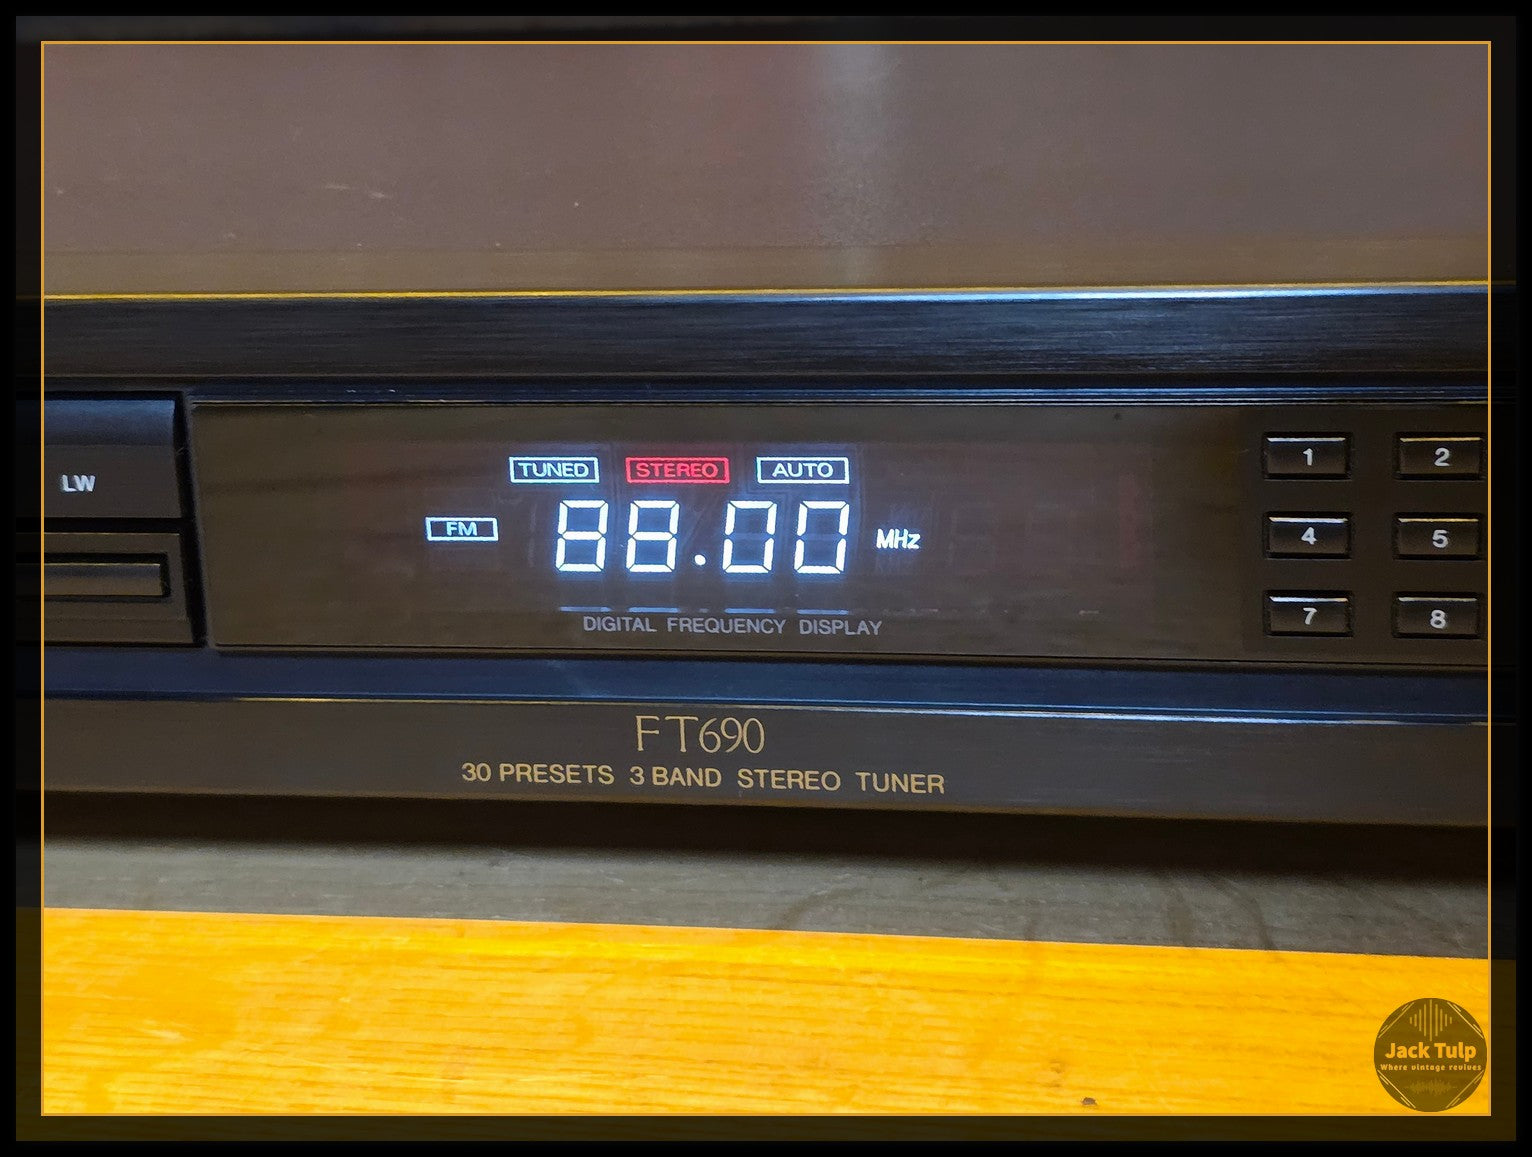 LW
TUNED STEREO AUTO
FM 88.00 MHz
DIGITAL FREQUENCY DISPLAY
1 2
4 5
7 8
FT690
30 PRESETS 3 BAND STEREO TUNER
Jack Tulp
Where vintage revives